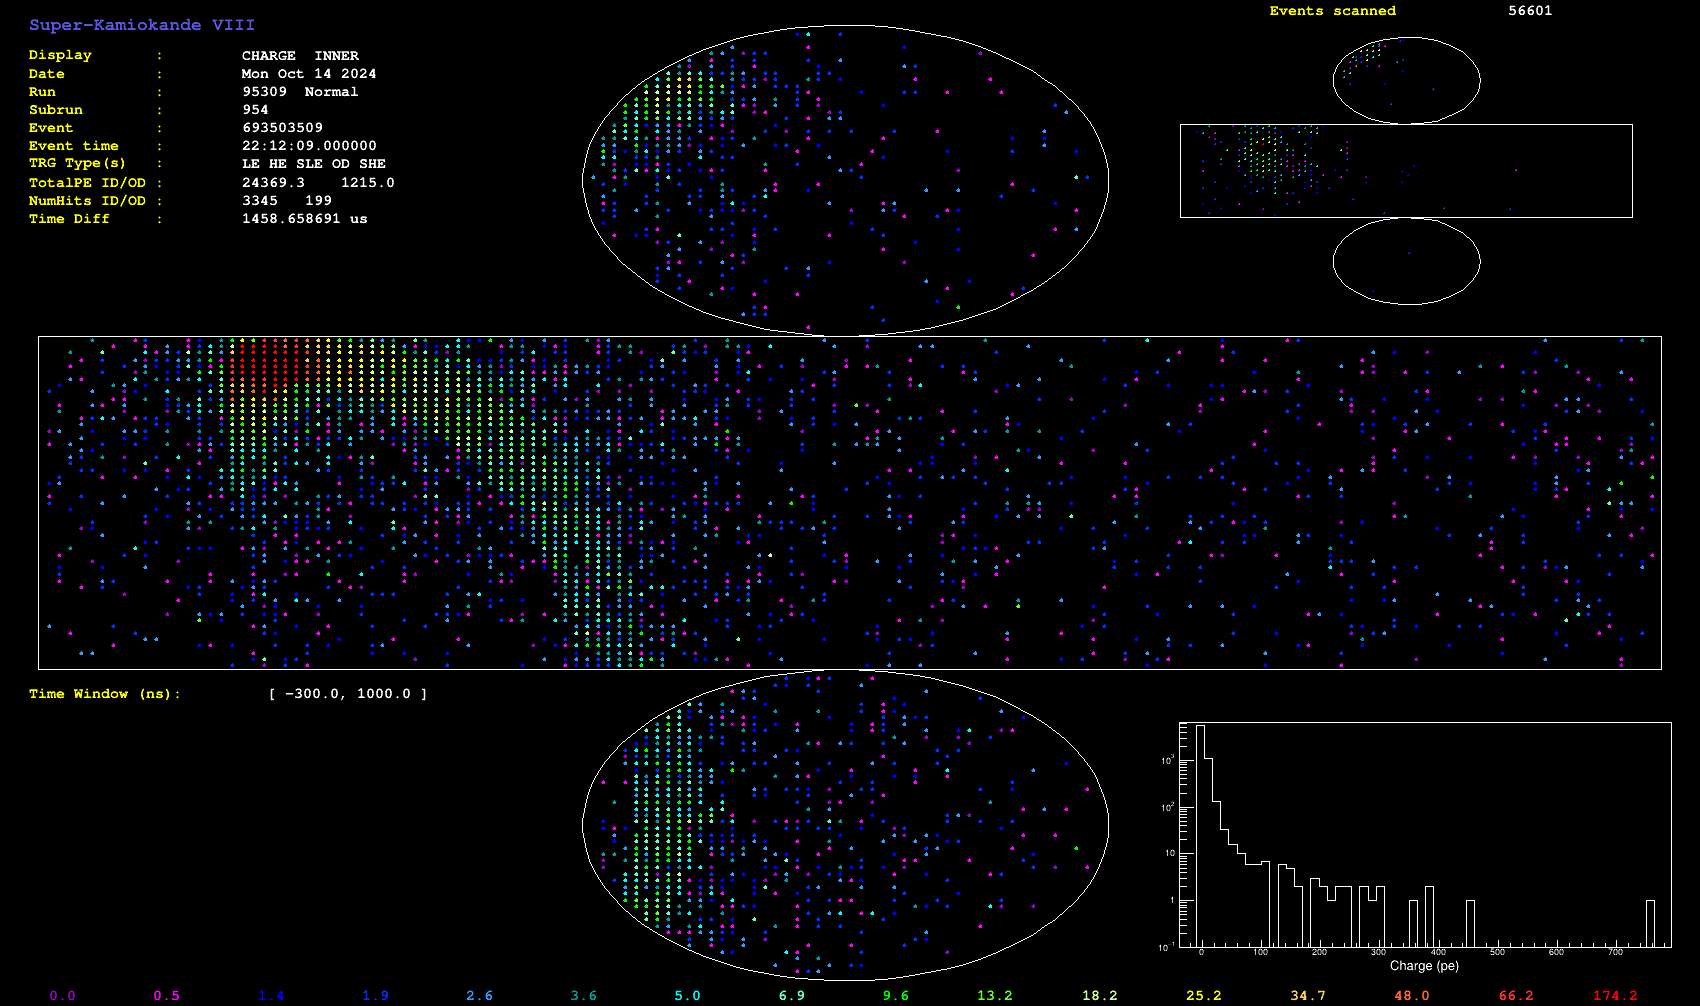 Super-Kamiokande VIII
Events scanned 56601
Display : CHARGE INNER
Date : Mon Oct 14 2024
Run : 95309 Normal
Subrun : 954
Event : 693503509
Event time : 22:12:09.000000
TRG Type(s) : LE HE SLE OD SHE
TotalPE ID/OD : 24369.3 1215.0
NumHits ID/OD : 3345 199
Time Diff : 1458.658691 us
Time Window (ns): [ -300.0, 1000.0 ]
10³
10²
10
1
10⁻¹
0 100 200 300 400 500 600 700
Charge (pe)
0.0 0.5 1.4 1.9 2.6 3.6 5.0 6.9 9.6 13.2 18.2 25.2 34.7 48.0 66.2 174.2